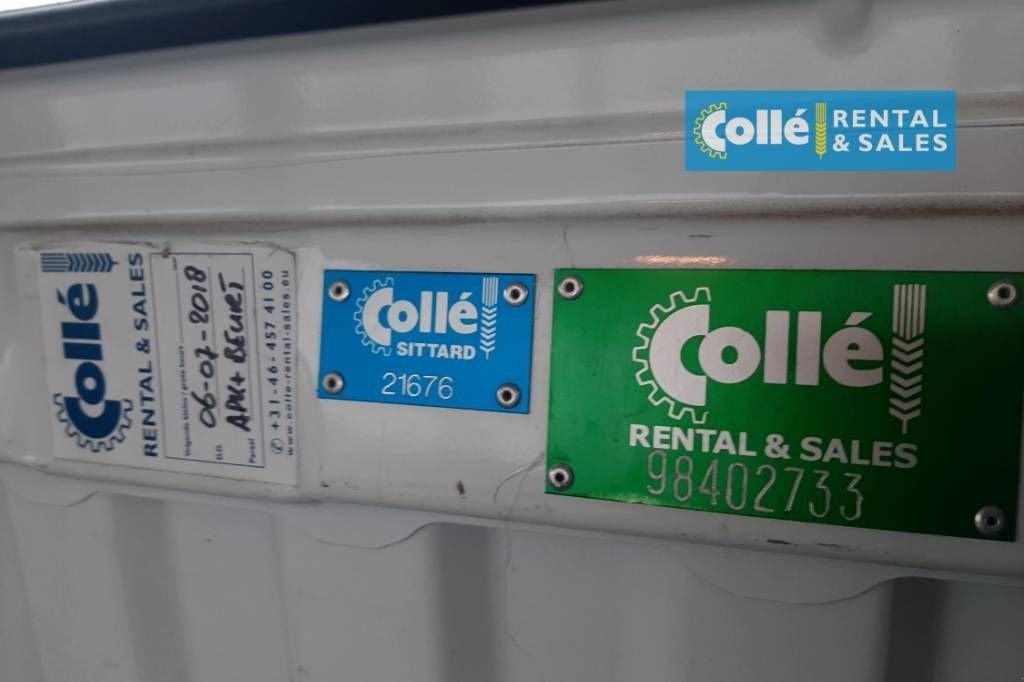 Collé
RENTAL
& SALES
Collé
RENTAL & SALES
06-07-2018
D.D.
APK+ BEURT
✆ +31-46-457 41 00
www.colle-rental-sales.eu
Collé
SITTARD
21676
Collé
RENTAL & SALES
98402733